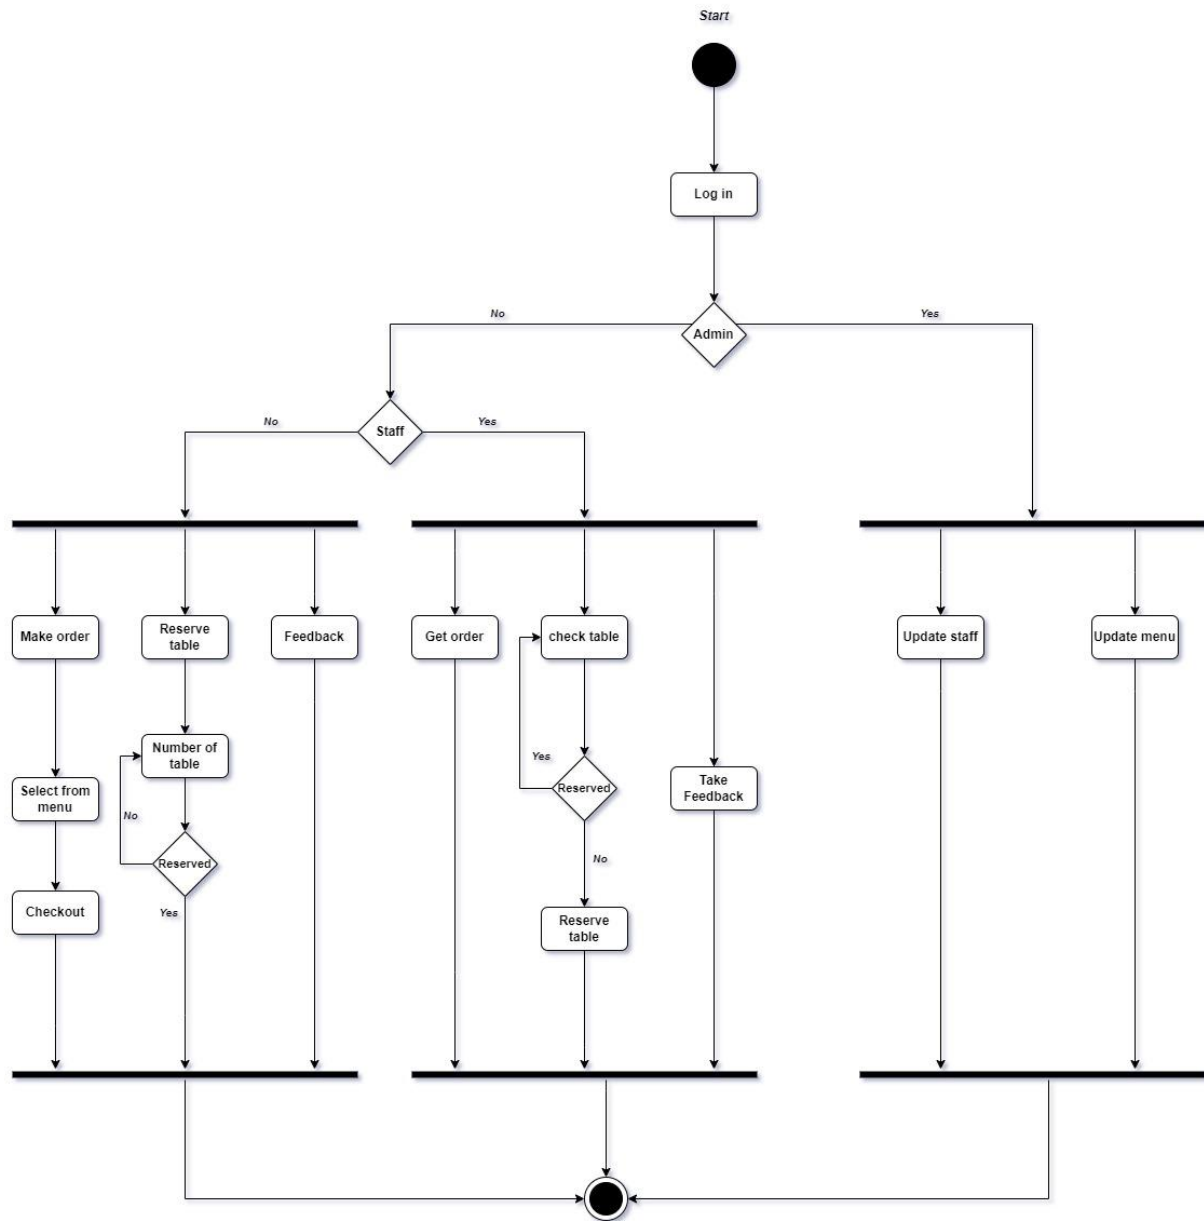 Start
Log in
No
Yes
Admin
No
Yes
Staff
Make order
Reserve
table
Feedback
Get order
check table
Update staff
Update menu
Number of
table
Yes
Select from
menu
Reserved
Take
Feedback
No
Reserved
No
Checkout
Yes
Reserve
table